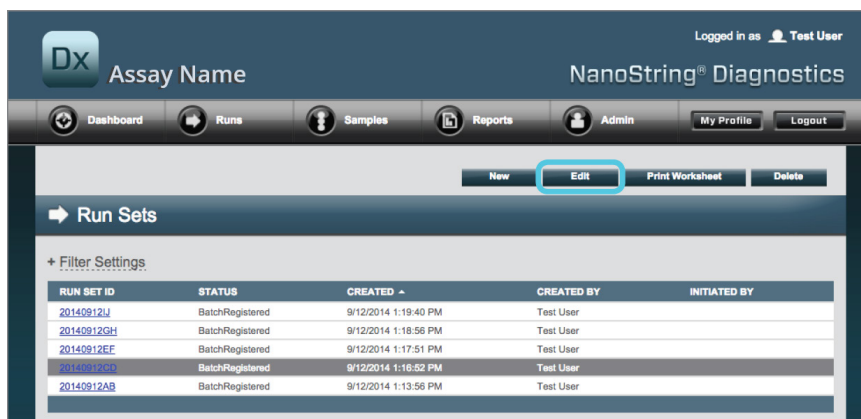 Logged in as Test User
Dx Assay Name NanoString® Diagnostics
Dashboard Runs Samples Reports Admin My Profile Logout
New Edit Print Worksheet Delete
Run Sets
+ Filter Settings
RUN SET ID STATUS CREATED CREATED BY INITIATED BY
20140912IJ BatchRegistered 9/12/2014 1:19:40 PM Test User
20140912GH BatchRegistered 9/12/2014 1:18:56 PM Test User
20140912EF BatchRegistered 9/12/2014 1:17:51 PM Test User
20140912CD BatchRegistered 9/12/2014 1:16:52 PM Test User
20140912AB BatchRegistered 9/12/2014 1:13:56 PM Test User